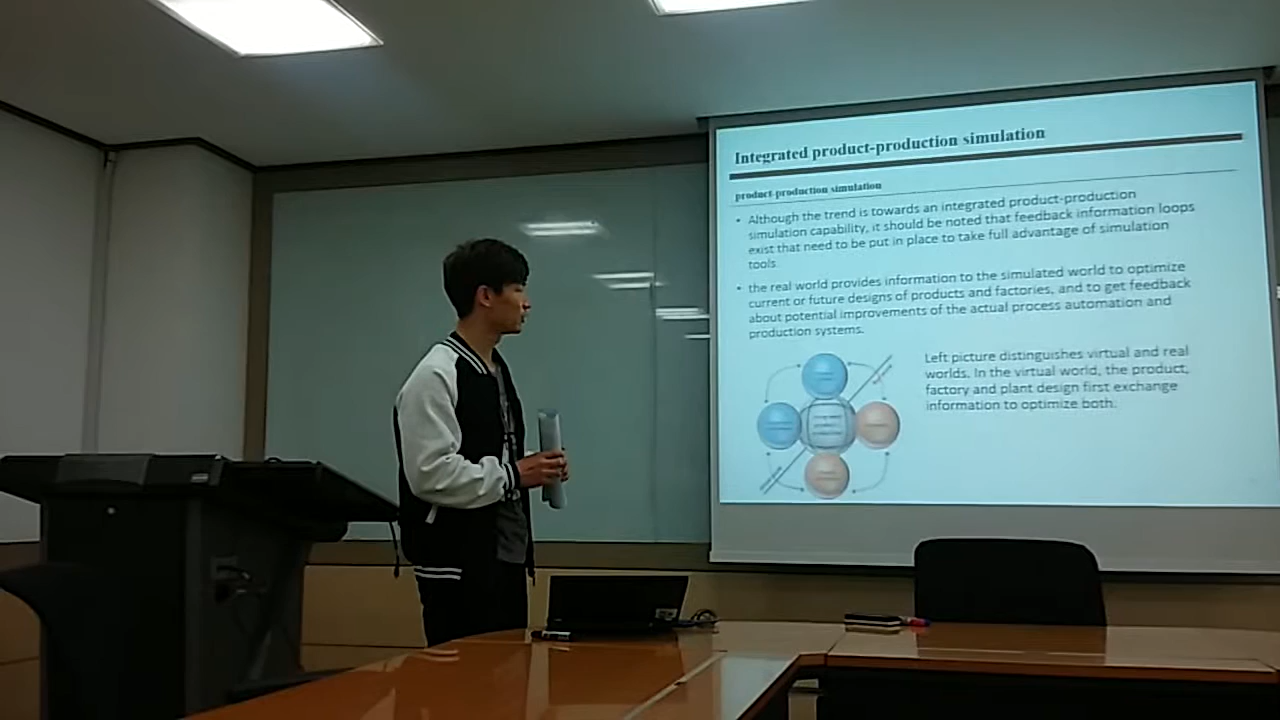 Integrated product-production simulation
product-production simulation
• Although the trend is towards an integrated product-production
simulation capability, it should be noted that feedback information loops
exist that need to be put in place to take full advantage of simulation
tools.
• the real world provides information to the simulated world to optimize
current or future designs of products and factories, and to get feedback
about potential improvements of the actual process automation and
production systems.
Left picture distinguishes virtual and real
worlds. In the virtual world, the product,
factory and plant design first exchange
information to optimize both.